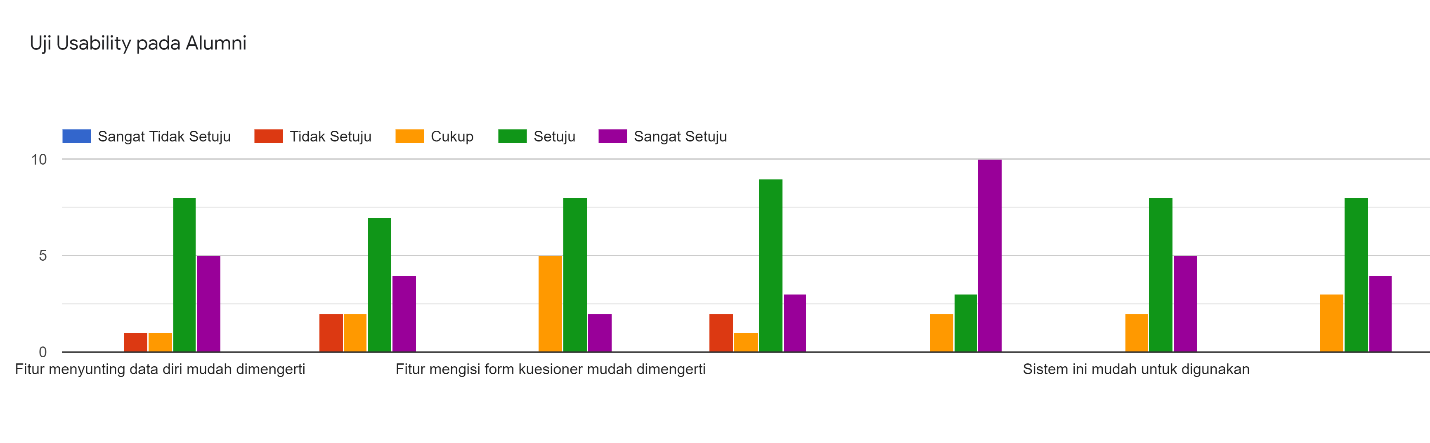 Uji Usability pada Alumni
Sangat Tidak Setuju Tidak Setuju Cukup Setuju Sangat Setuju
10
5
0
Fitur menyunting data diri mudah dimengerti Fitur mengisi form kuesioner mudah dimengerti Sistem ini mudah untuk digunakan